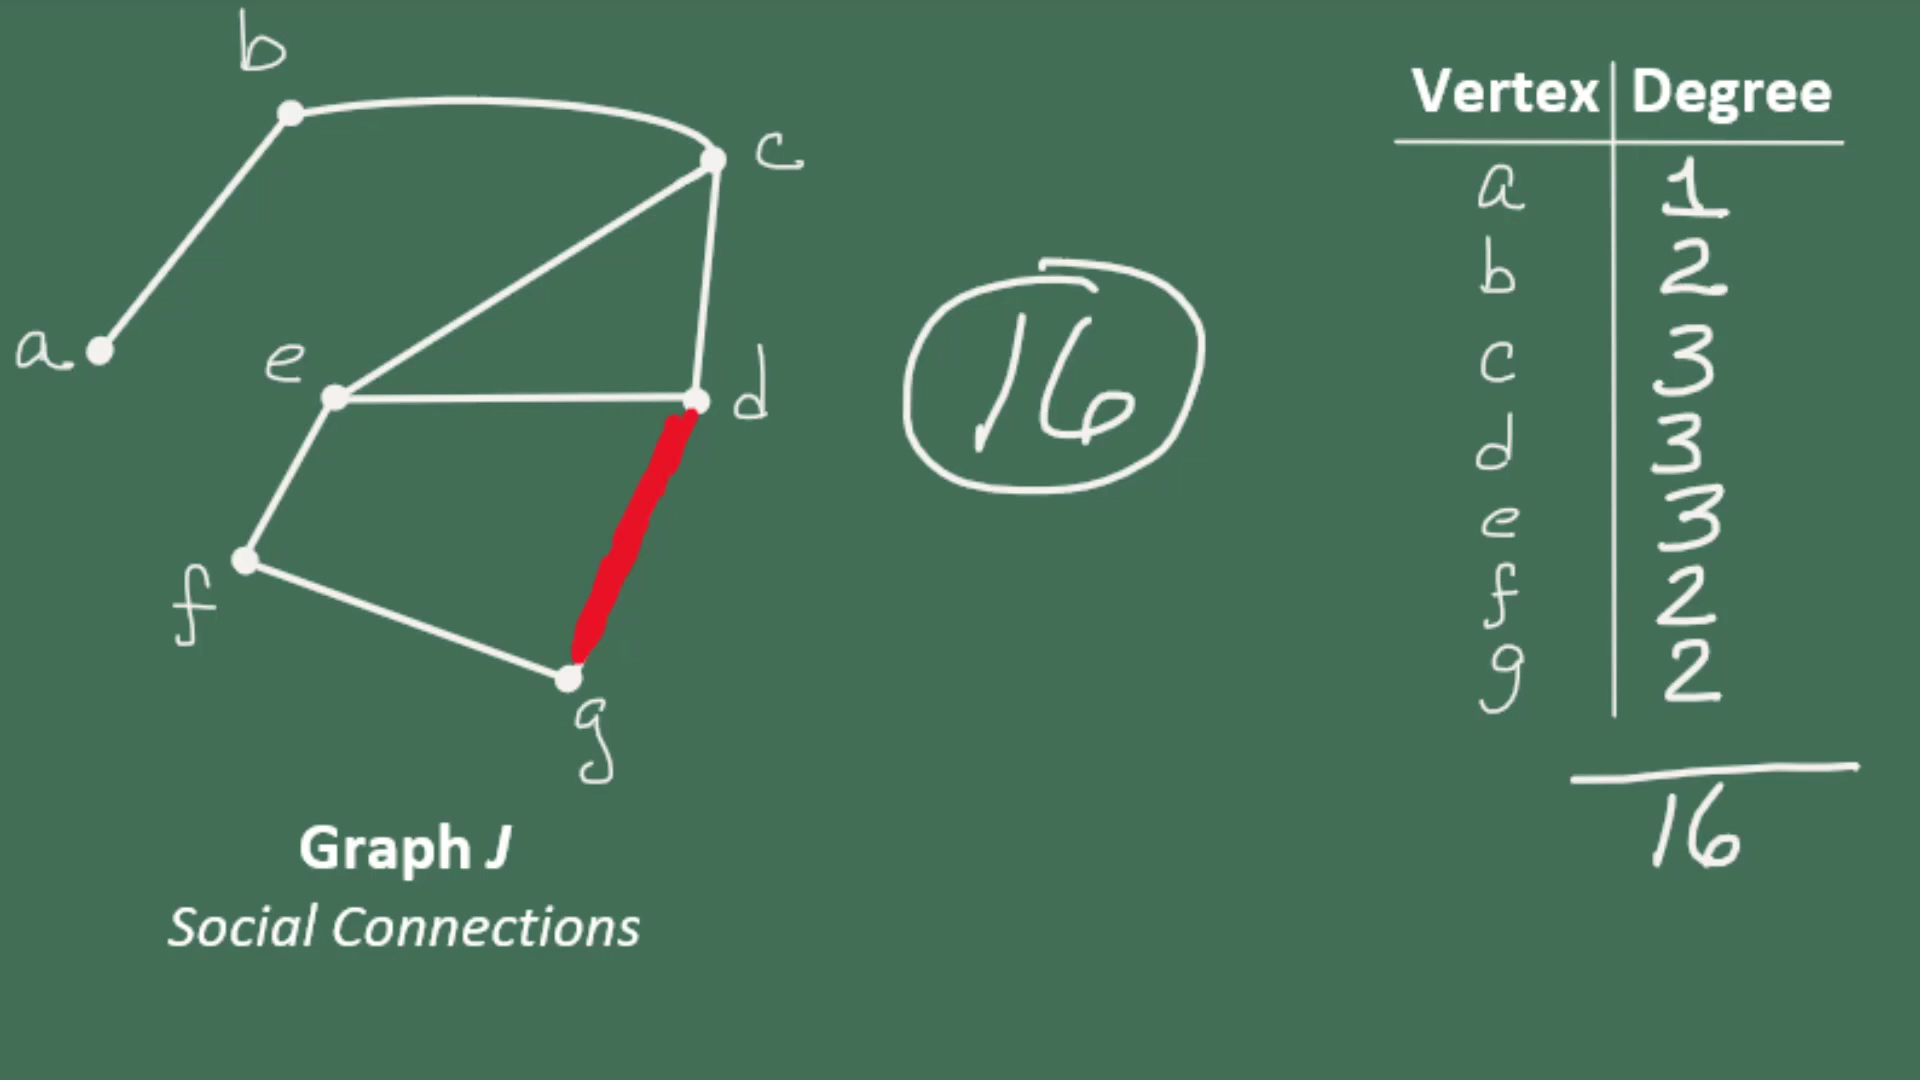 b
c
a
e
d
f
g
16
Graph J
Social Connections
Vertex Degree
a 1
b 2
c 3
d 3
e 3
f 2
g 2
16